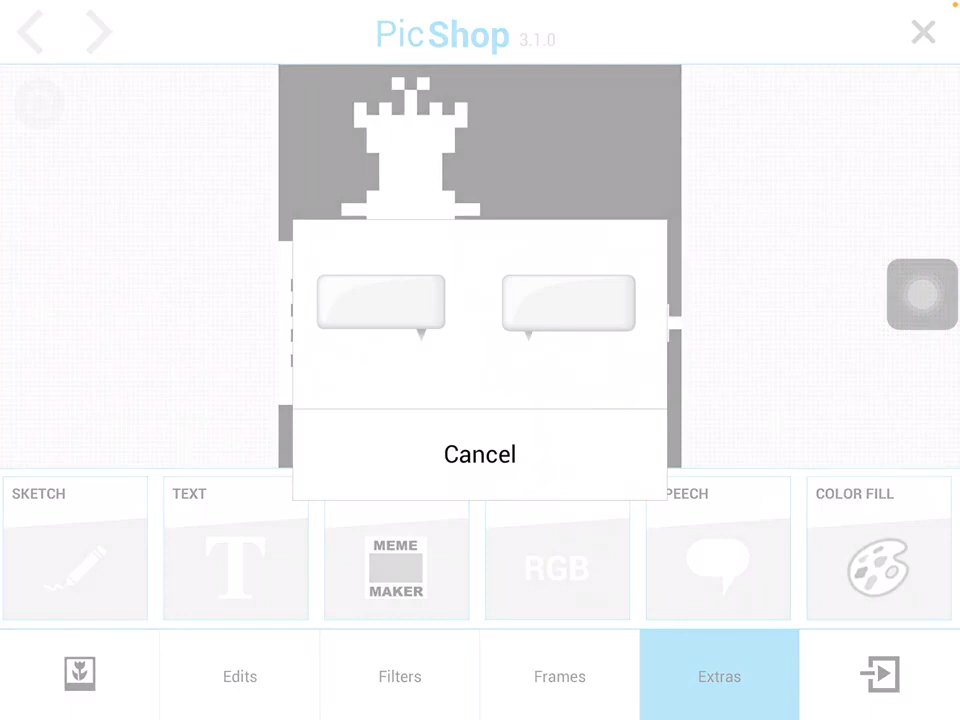 PicShop 3.1.0
Cancel
SKETCH
TEXT
MEME
MAKER
RGB
PEECH
COLOR FILL
Edits
Filters
Frames
Extras